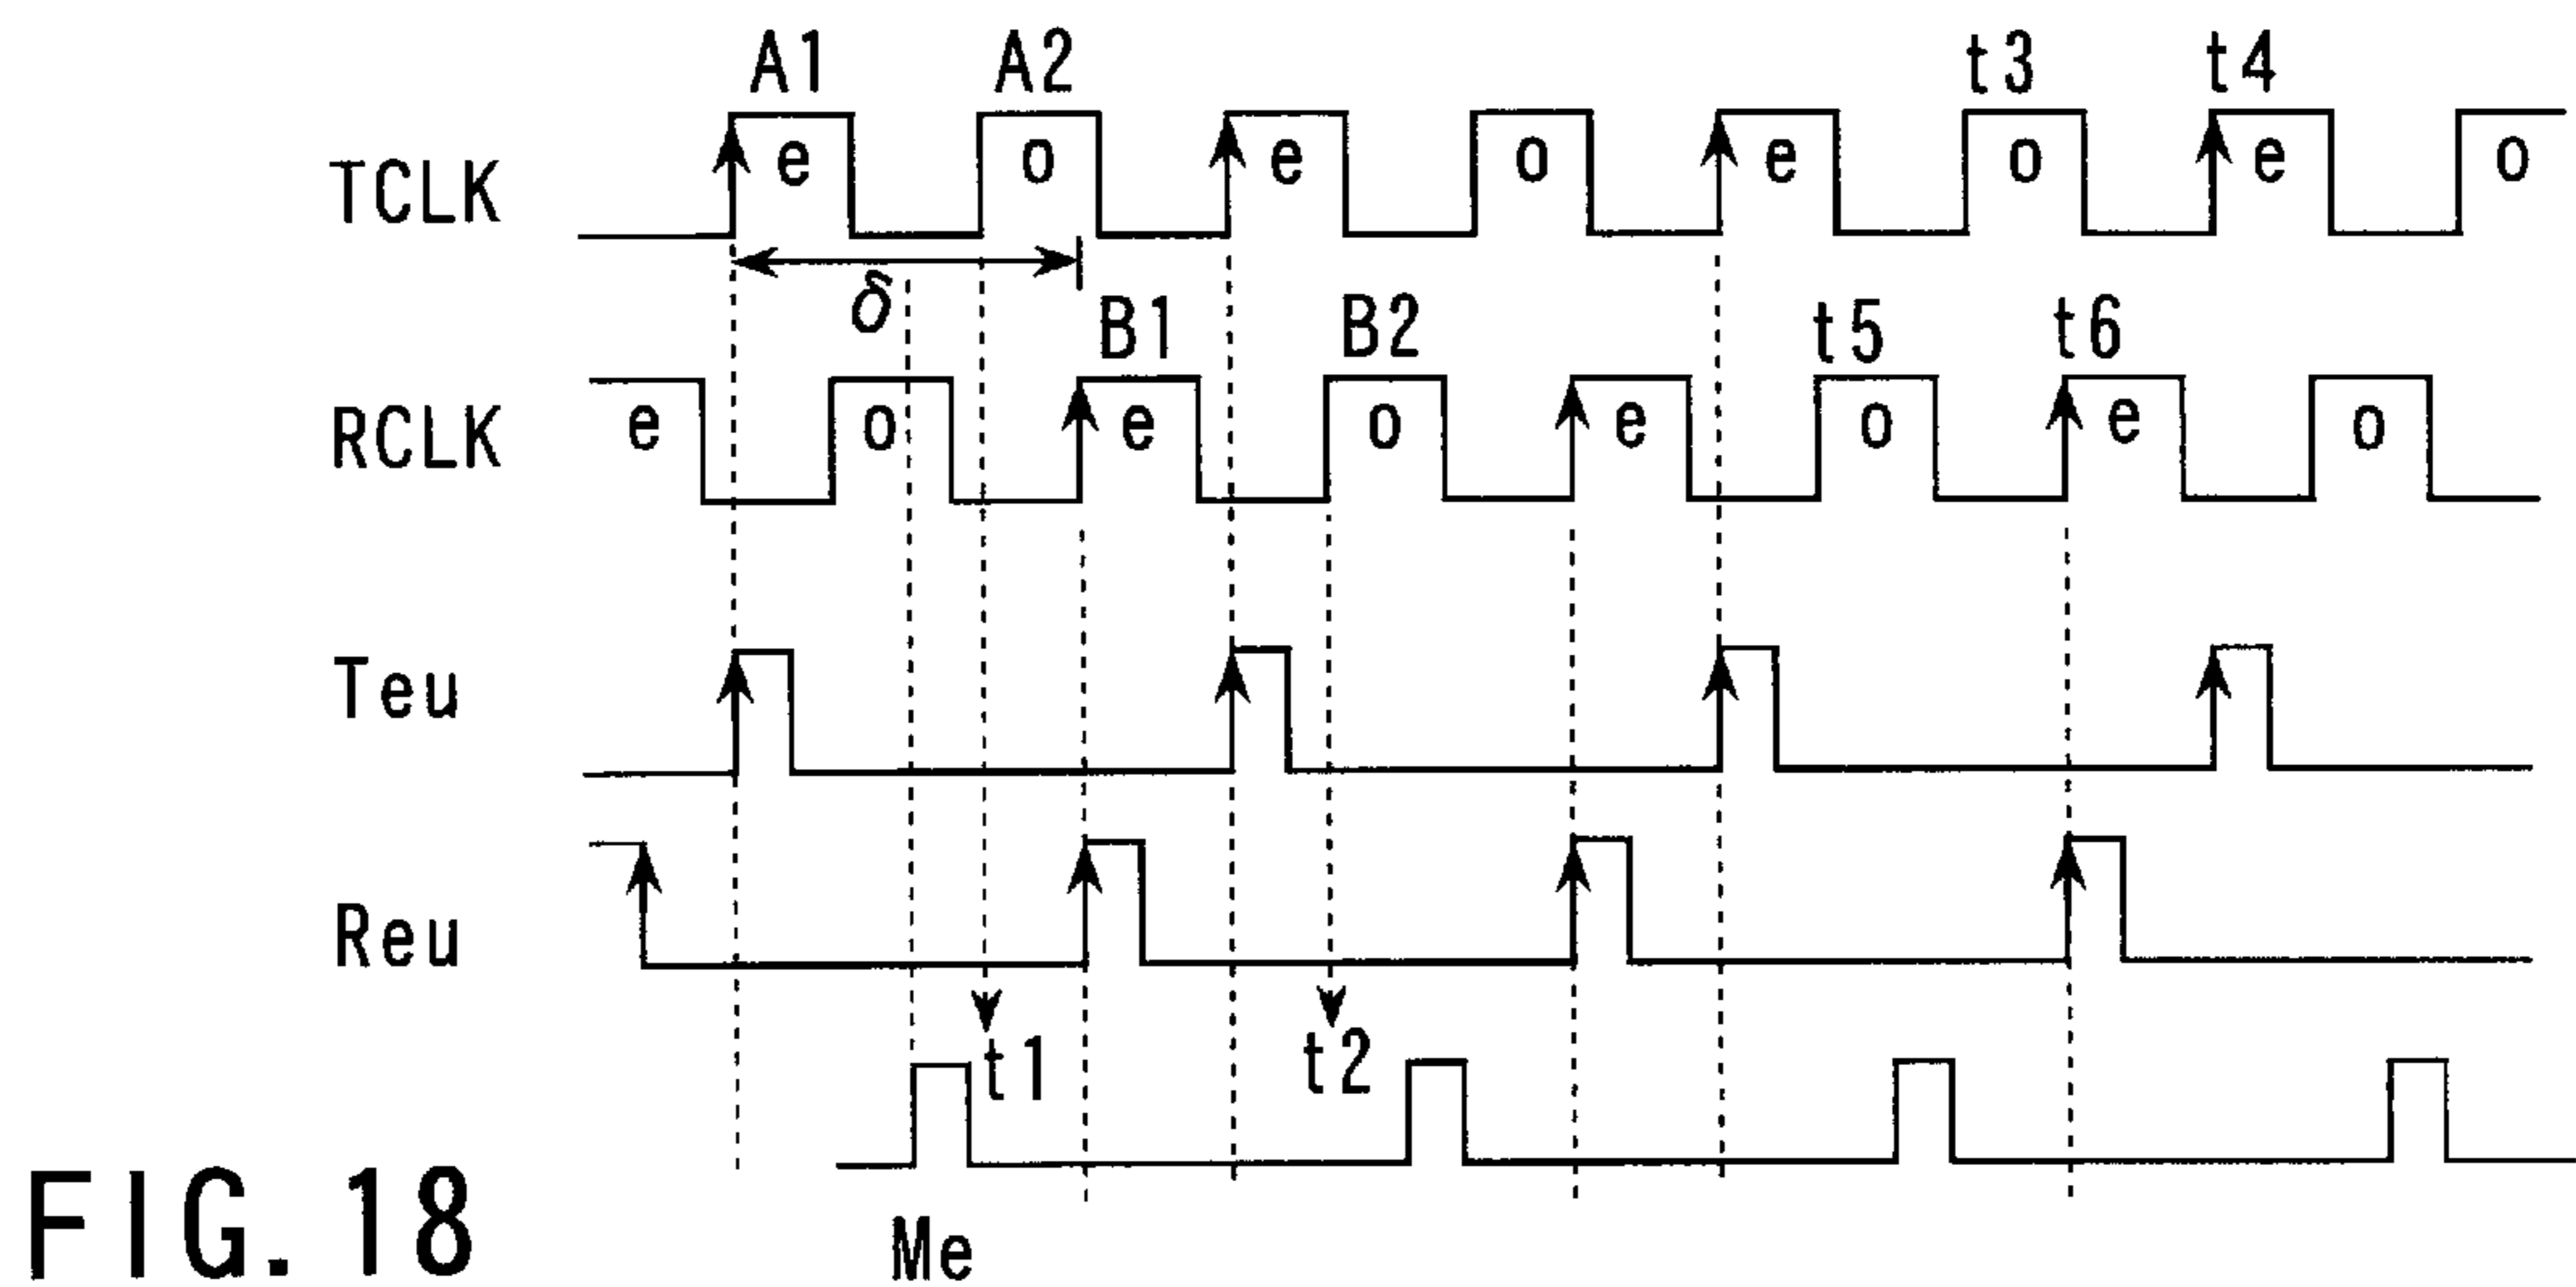 A1 A2 t3 t4
TCLK e o e o e o e o
δ
B1 B2 t5 t6
RCLK e o e o e o e o
Teu
Reu
t1 t2
Me
FIG. 18